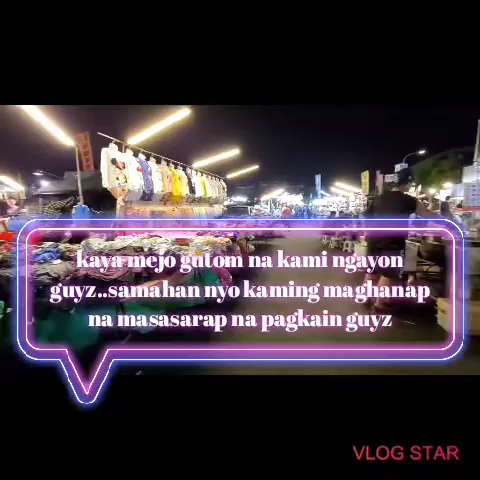 kaya mejo gutom na kami ngayon
guyz..samahan nyo kaming maghanap
na masasarap na pagkain guyz
VLOG STAR